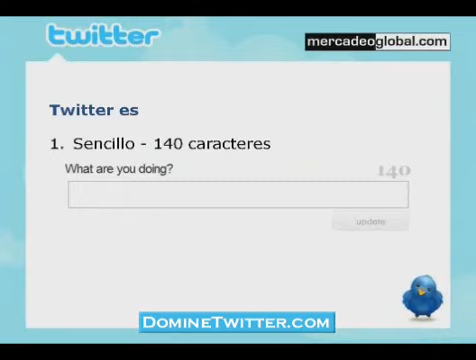 twitter
mercadeoglobal.com
Twitter es
1. Sencillo - 140 caracteres
What are you doing?
140
update
DomineTwitter.com